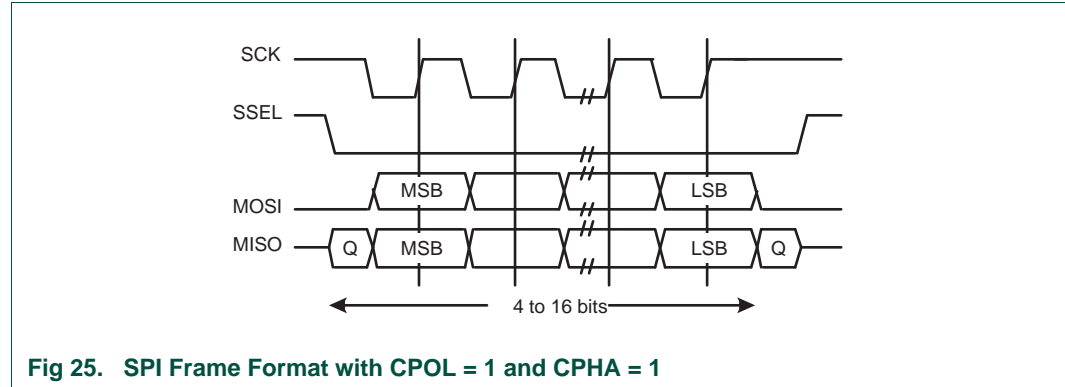 SCK
SSEL
MOSI
MSB
LSB
MISO
Q
MSB
LSB
Q
4 to 16 bits
Fig 25. SPI Frame Format with CPOL = 1 and CPHA = 1